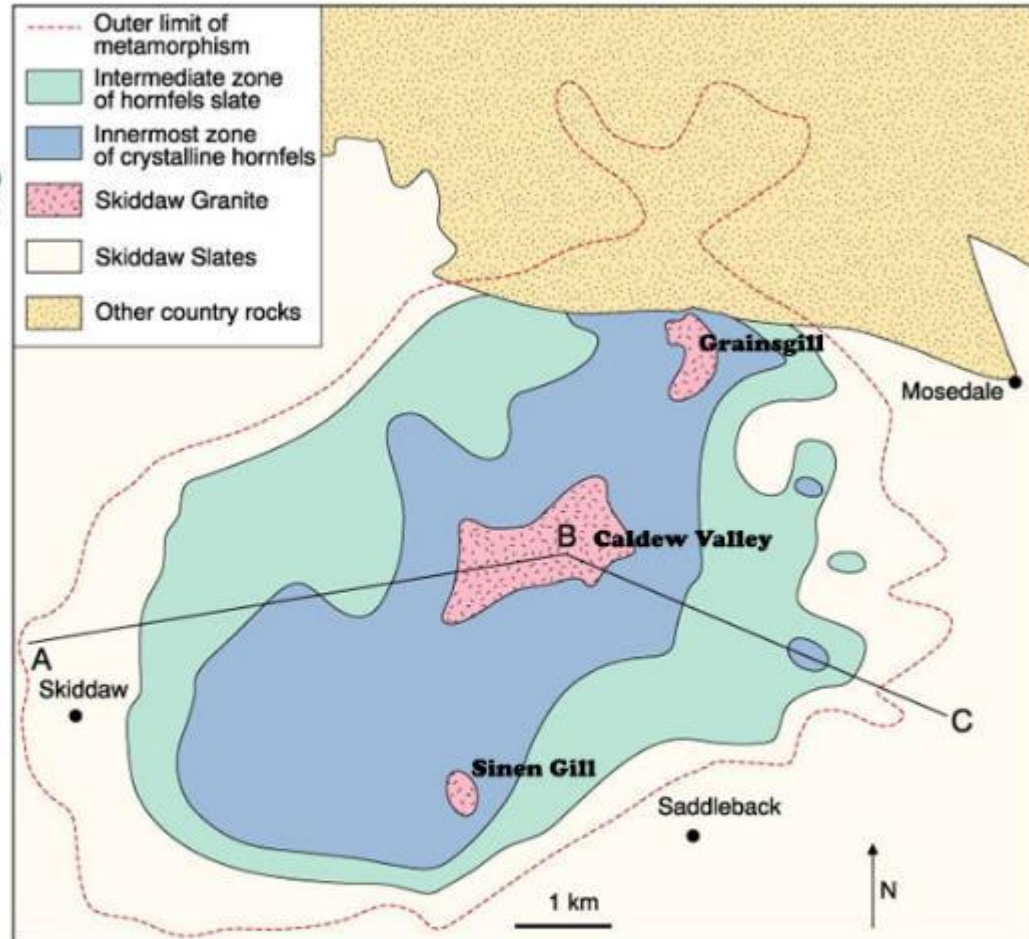 Outer limit of
metamorphism
Intermediate zone
of hornfels slate
Innermost zone
of crystalline hornfels
Skiddaw Granite
Skiddaw Slates
Other country rocks
Grainsgill
Mosedale
B
Caldew Valley
A
Skiddaw
C
Sinen Gill
Saddleback
1 km
N